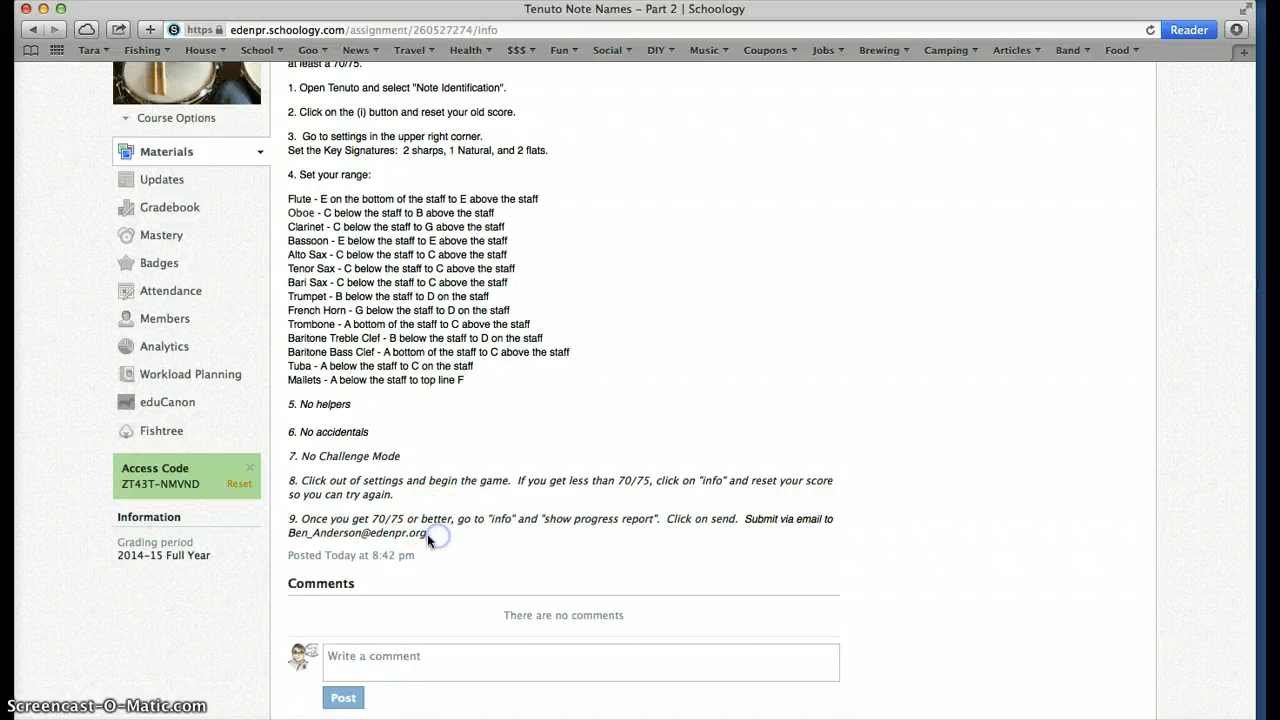 Tenuto Note Names – Part 2 | Schoology
https edenpr.schoology.com/assignment/260527274/info
Reader
Tara Fishing House School Goo News Travel Health $$$ Fun Social DIY Music Coupons Jobs Brewing Camping Articles Band Food
at least a 70/75.
1. Open Tenuto and select "Note Identification".
2. Click on the (i) button and reset your old score.
3. Go to settings in the upper right corner.
Set the Key Signatures: 2 sharps, 1 Natural, and 2 flats.
4. Set your range:
Flute - E on the bottom of the staff to E above the staff
Oboe - C below the staff to B above the staff
Clarinet - C below the staff to G above the staff
Bassoon - E below the staff to E above the staff
Alto Sax - C below the staff to C above the staff
Tenor Sax - C below the staff to C above the staff
Bari Sax - C below the staff to C above the staff
Trumpet - B below the staff to D on the staff
French Horn - G below the staff to D on the staff
Trombone - A bottom of the staff to C above the staff
Baritone Treble Clef - B below the staff to D on the staff
Baritone Bass Clef - A bottom of the staff to C above the staff
Tuba - A below the staff to C on the staff
Mallets - A below the staff to top line F
5. No helpers
6. No accidentals
7. No Challenge Mode
8. Click out of settings and begin the game. If you get less than 70/75, click on "info" and reset your score
so you can try again.
9. Once you get 70/75 or better, go to "info" and "show progress report". Click on send. Submit via email to
Ben_Anderson@edenpr.org
Posted Today at 8:42 pm
Comments
There are no comments
Write a comment
Post
Course Options
Materials
Updates
Gradebook
Mastery
Badges
Attendance
Members
Analytics
Workload Planning
eduCanon
Fishtree
Access Code
ZT43T-NMVND Reset
Information
Grading period
2014-15 Full Year
Screencast-O-Matic.com